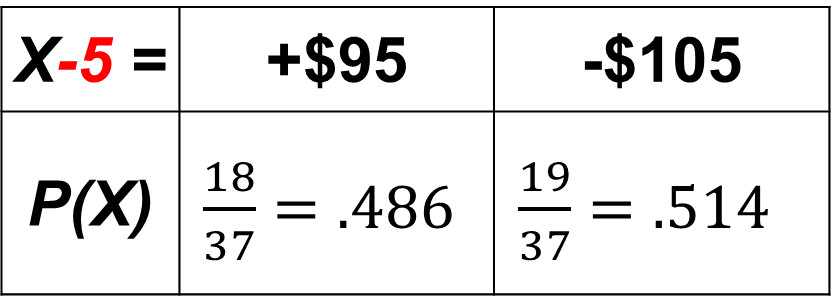 X-5 = +$95 -$105
P(X) 18/37 = .486 19/37 = .514